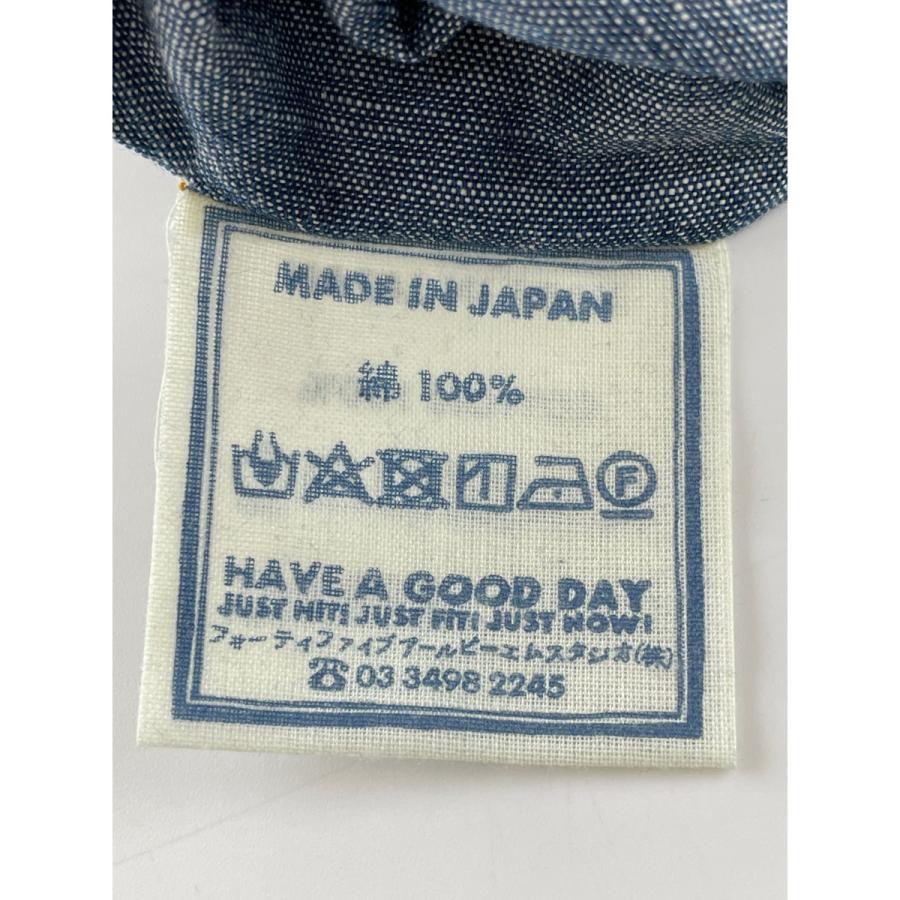 MADE IN JAPAN
綿 100%
F
HAVE A GOOD DAY
JUST HIT! JUST FIT! JUST NOW!
フォーティファイブアールピーエムスタジオ(株)
☎ 03 3498 2245